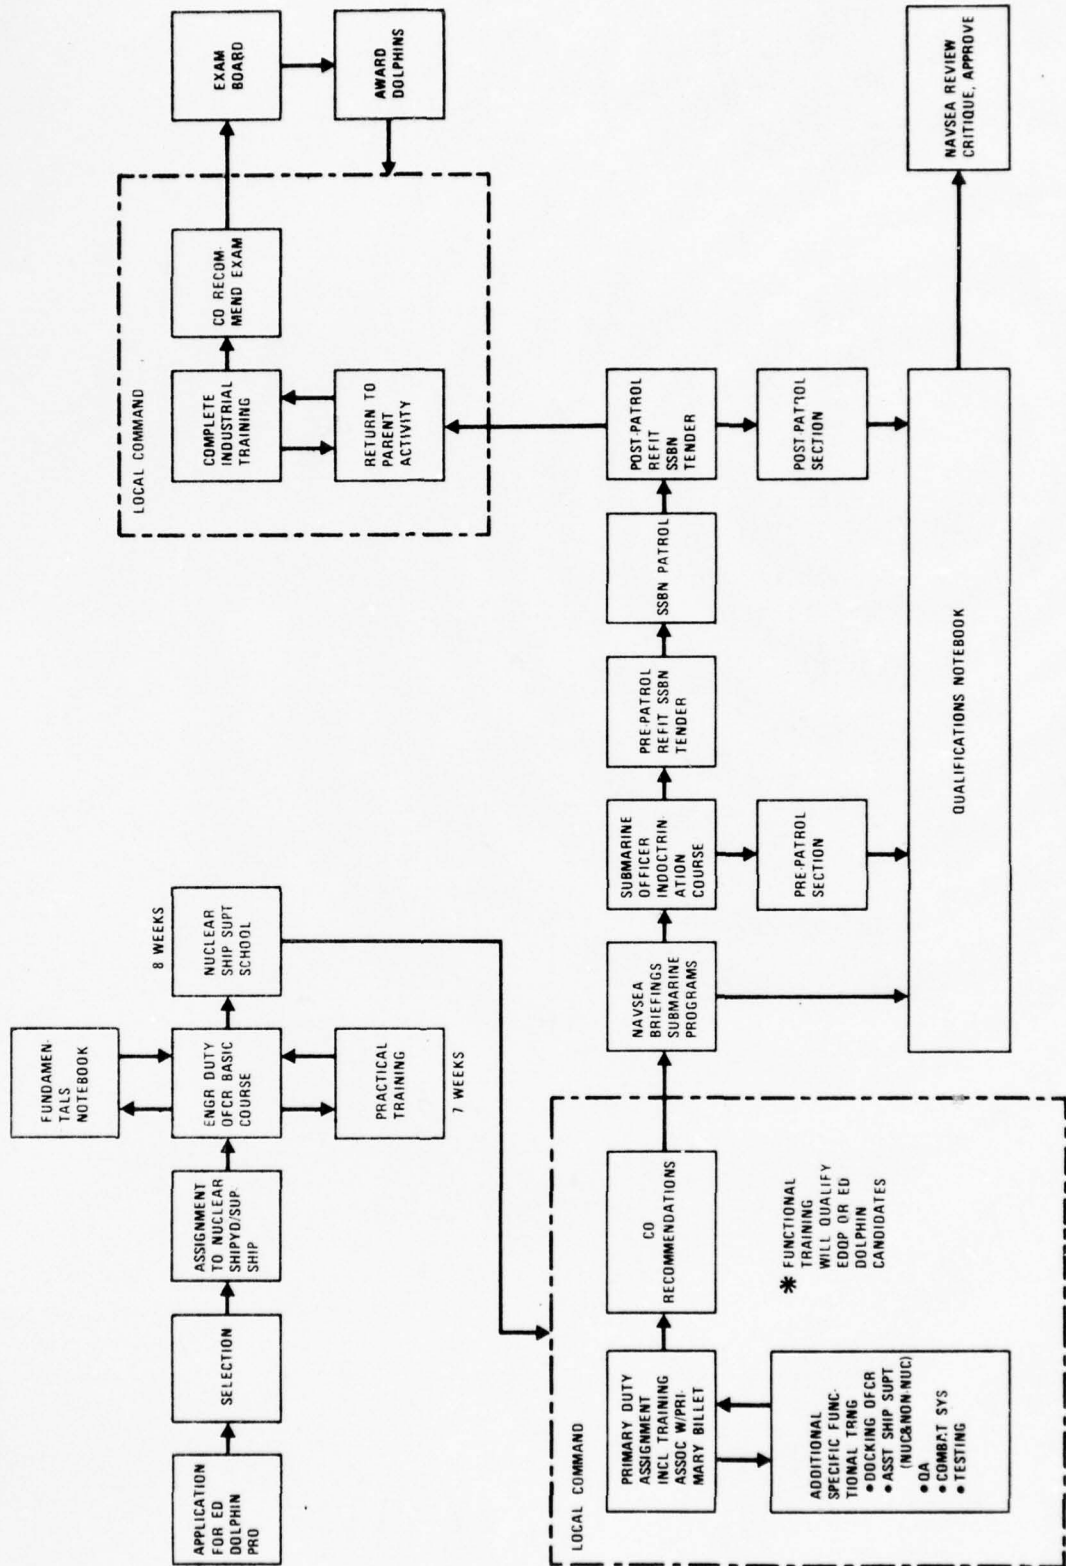 APPLICATION
FOR ED
DOLPHIN
PRO
SELECTION
ASSIGNMENT
TO NUCLEAR
SHIPYD/SUP-
SHIP
FUNDAMEN-
TALS
NOTEBOOK
ENGR DUTY
OFCR BASIC
COURSE
PRACTICAL
TRAINING
7 WEEKS
8 WEEKS
NUCLEAR
SHIP SUPT
SCHOOL
LOCAL COMMAND
PRIMARY DUTY
ASSIGNMENT
INCL TRAINING
ASSOC W/PRI-
MARY BILLET
ADDITIONAL
SPECIFIC FUNC-
TIONAL TRNG
• DOCKING OFCR
• ASST SHIP SUPT
(NUC&NON-NUC)
• QA
• COMBAT SYS
• TESTING
CO
RECOMMENDATIONS
* FUNCTIONAL
TRAINING
WILL QUALIFY
EDOP OR ED
DOLPHIN
CANDIDATES
NAVSEA
BRIEFINGS
SUBMARINE
PROGRAMS
SUBMARINE
OFFICER
INDOCTRIN-
ATION
COURSE
PRE-PATROL
SECTION
PRE-PATROL
REFIT SSBN
TENDER
SSBN PATROL
POST-PATROL
REFIT
SSBN
TENDER
POST-PATROL
SECTION
QUALIFICATIONS NOTEBOOK
NAVSEA REVIEW
CRITIQUE, APPROVE
LOCAL COMMAND
COMPLETE
INDUSTRIAL
TRAINING
RETURN TO
PARENT
ACTIVITY
CO RECOM-
MEND EXAM
EXAM
BOARD
AWARD
DOLPHINS